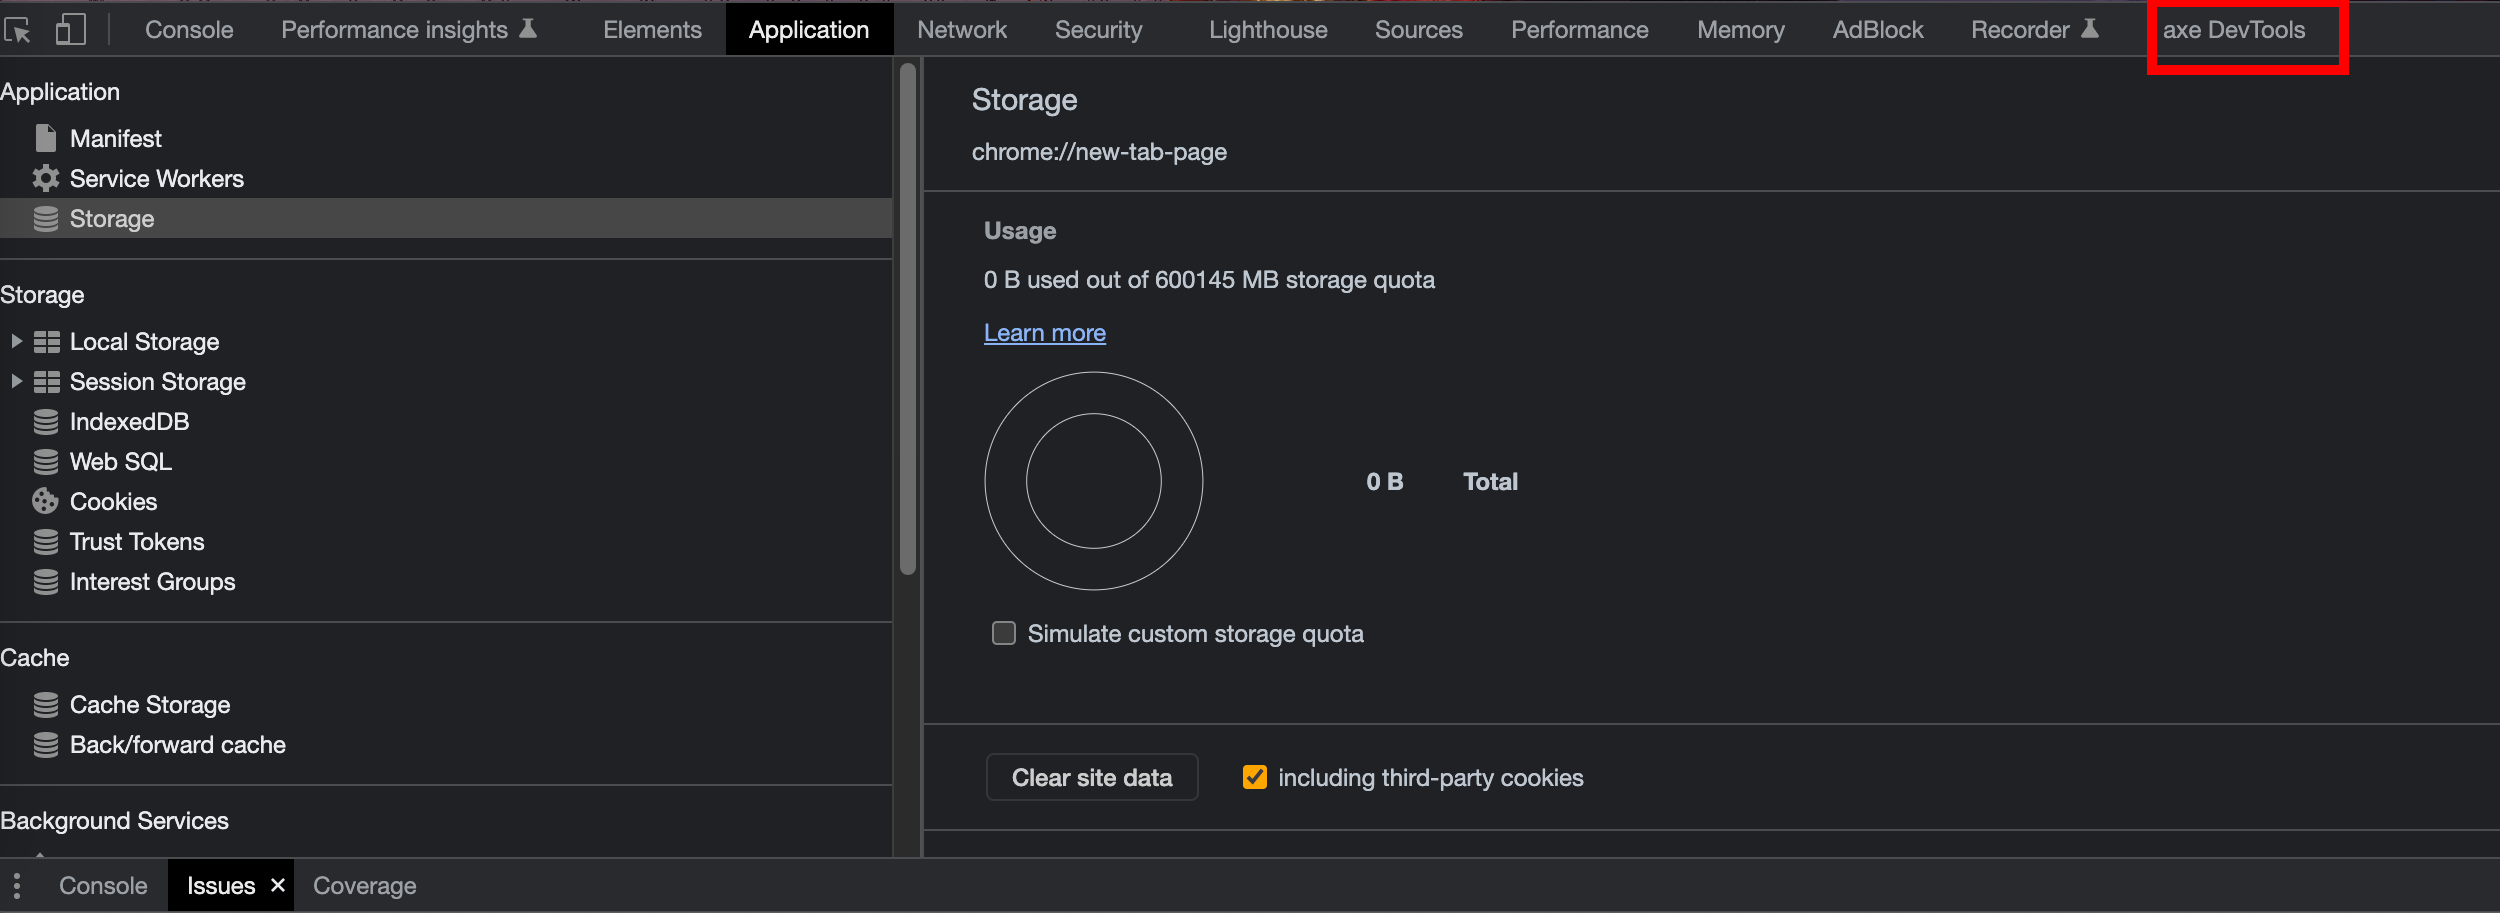 Console Performance insights Elements Application Network Security Lighthouse Sources Performance Memory AdBlock Recorder axe DevTools
Application
Manifest
Service Workers
Storage
Storage
Local Storage
Session Storage
IndexedDB
Web SQL
Cookies
Trust Tokens
Interest Groups
Cache
Cache Storage
Back/forward cache
Background Services
Storage
chrome://new-tab-page
Usage
0 B used out of 600145 MB storage quota
Learn more
0 B Total
Simulate custom storage quota
Clear site data including third-party cookies
Console Issues Coverage